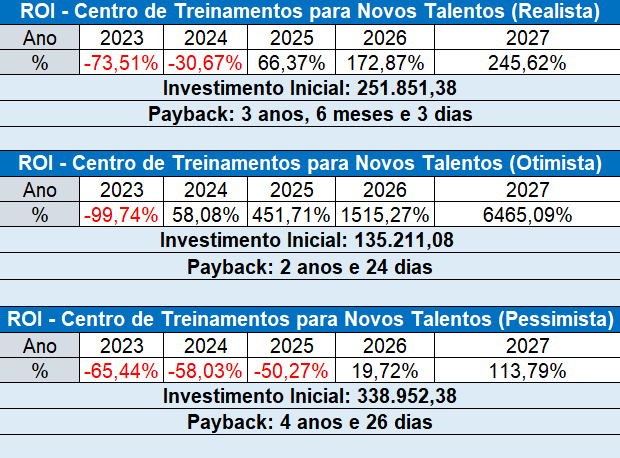 ROI - Centro de Treinamentos para Novos Talentos (Realista)
Ano 2023 2024 2025 2026 2027
% -73,51% -30,67% 66,37% 172,87% 245,62%
Investimento Inicial: 251.851,38
Payback: 3 anos, 6 meses e 3 dias
ROI - Centro de Treinamentos para Novos Talentos (Otimista)
Ano 2023 2024 2025 2026 2027
% -99,74% 58,08% 451,71% 1515,27% 6465,09%
Investimento Inicial: 135.211,08
Payback: 2 anos e 24 dias
ROI - Centro de Treinamentos para Novos Talentos (Pessimista)
Ano 2023 2024 2025 2026 2027
% -65,44% -58,03% -50,27% 19,72% 113,79%
Investimento Inicial: 338.952,38
Payback: 4 anos e 26 dias